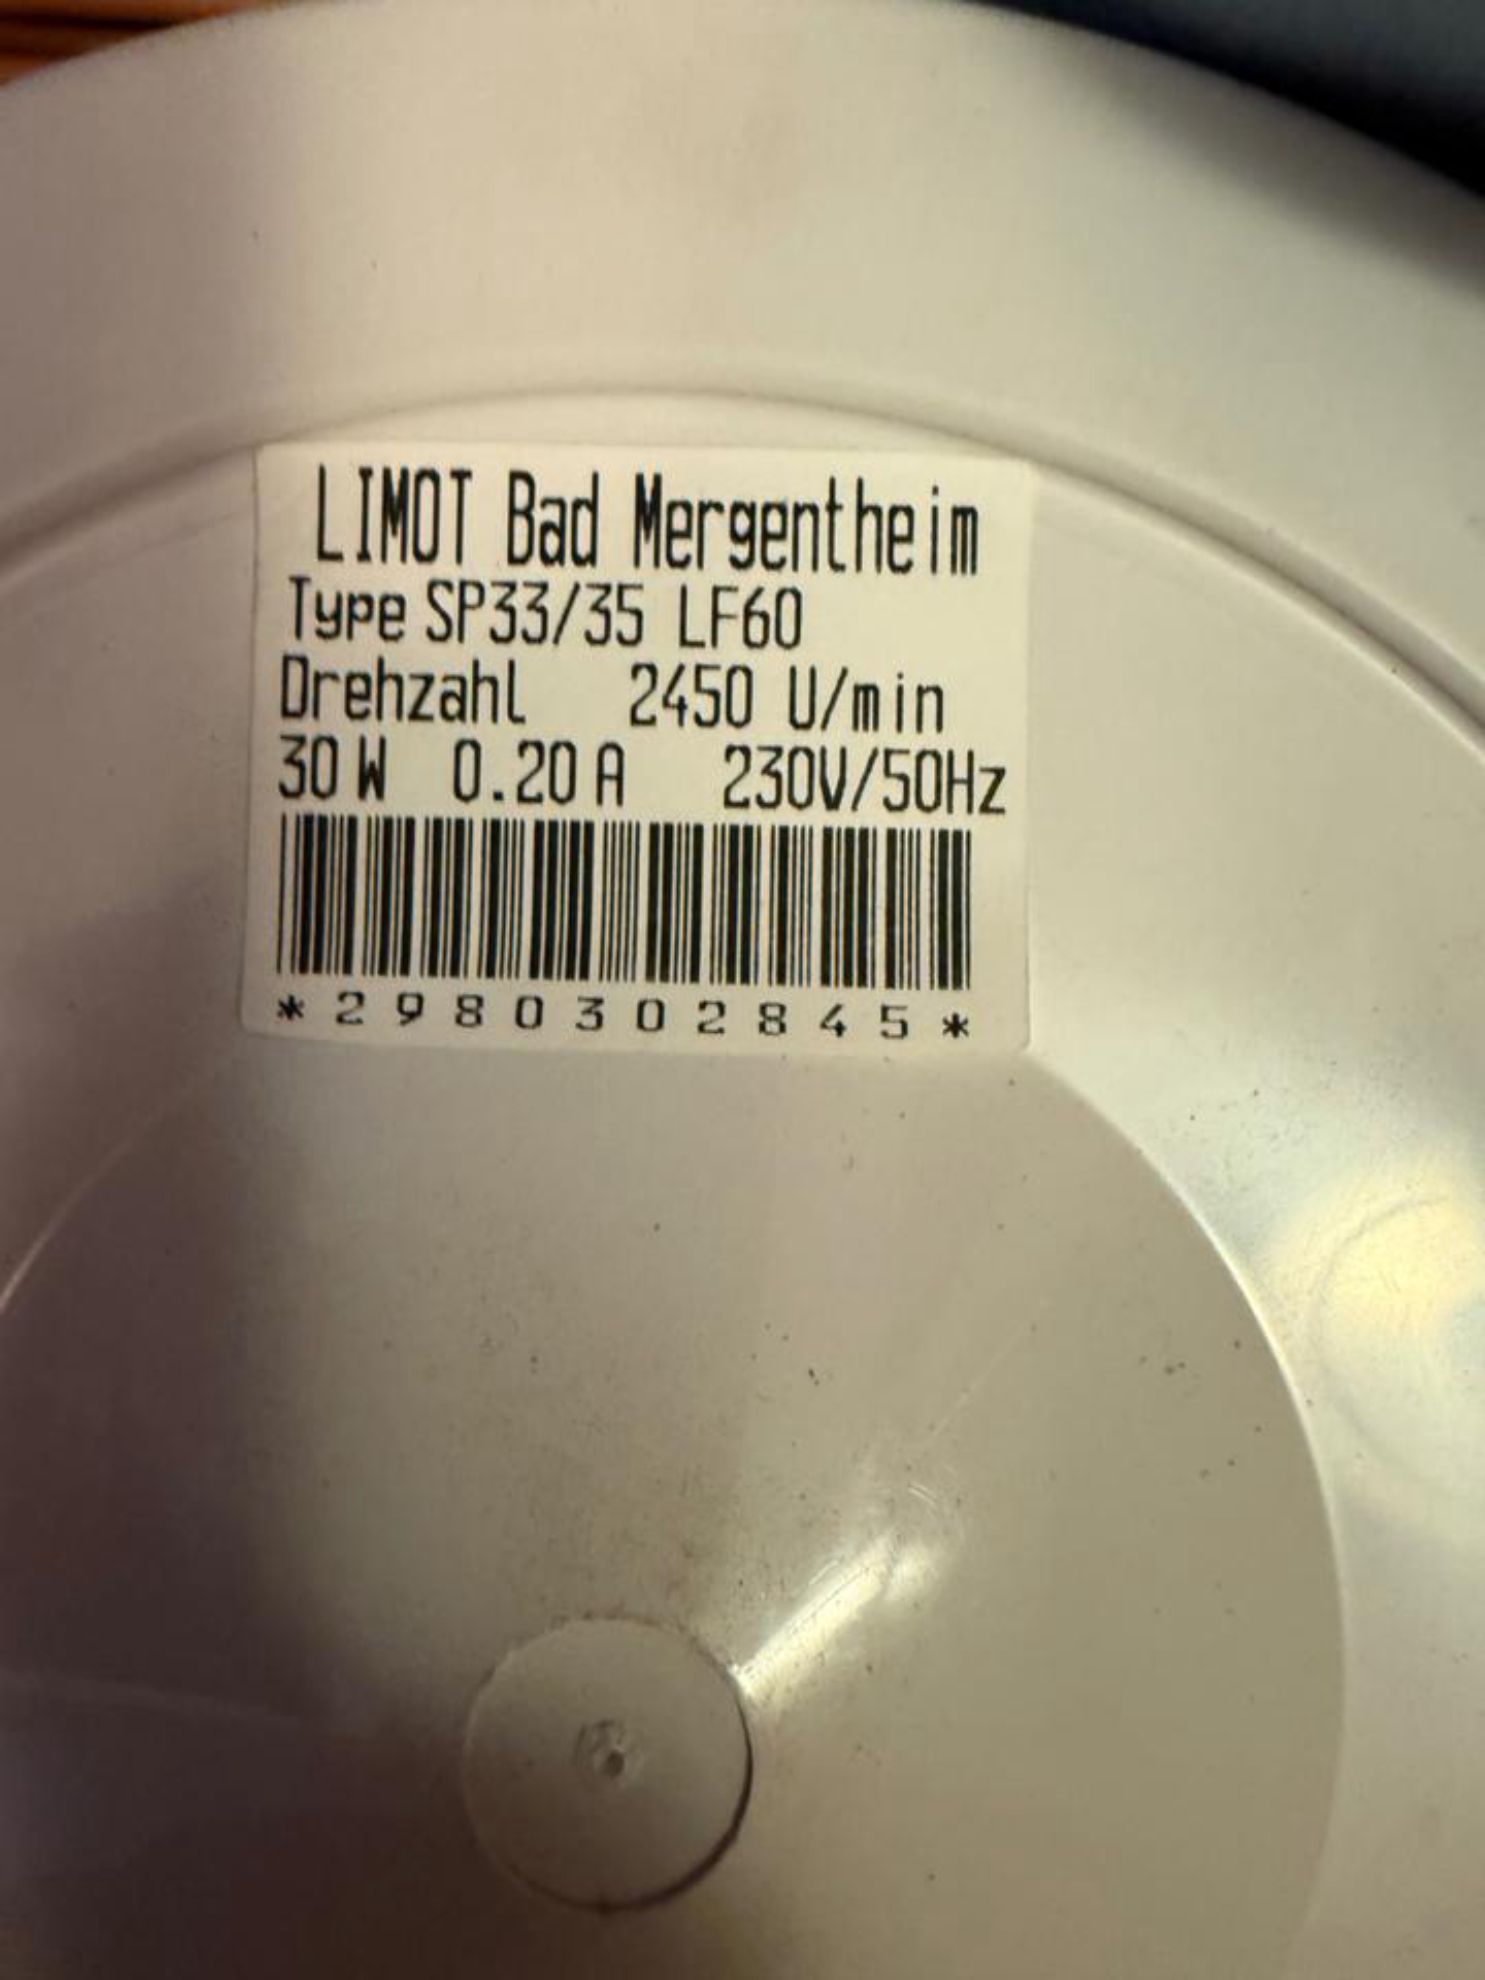 LIMOT Bad Mergentheim
Type SP33/35 LF60
Drehzahl 2450 U/min
30 W 0.20 A 230V/50Hz
*2980302845*